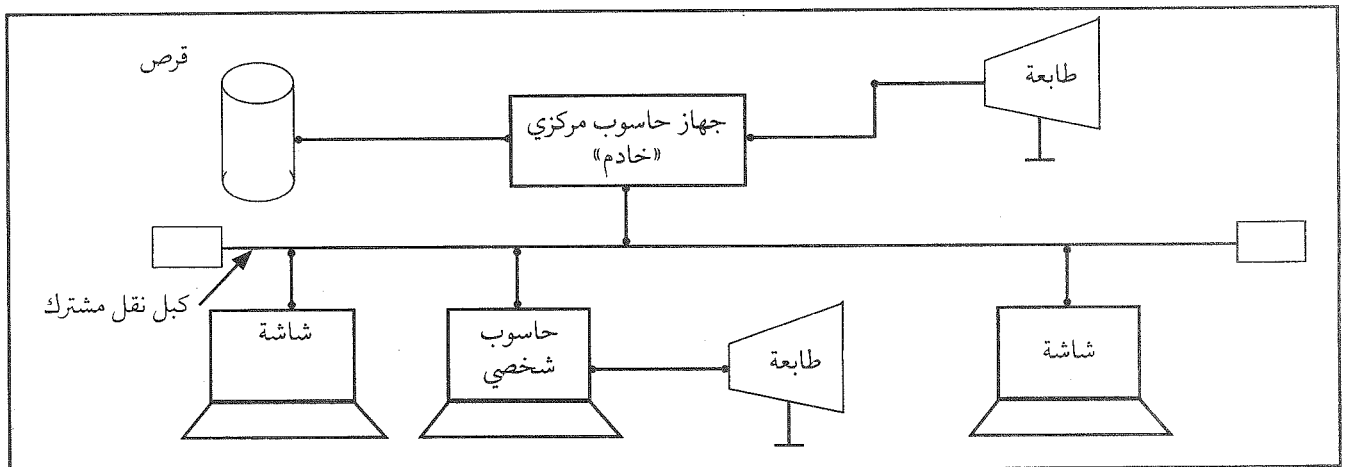 قرص
طابعة
جهاز حاسوب مركزي
«خادم»
كبل نقل مشترك
شاشة
حاسوب
شخصي
طابعة
شاشة